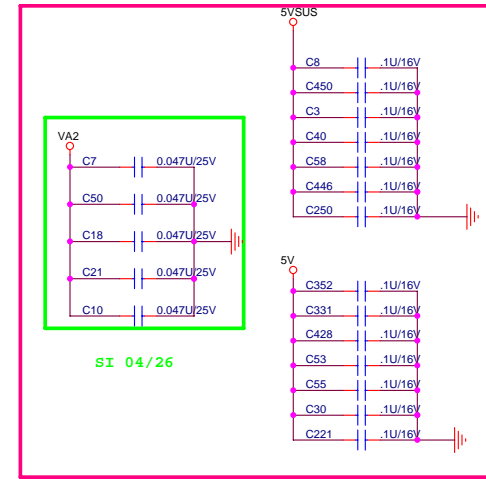 5VSUS
C8 .1U/16V
C450 .1U/16V
C3 .1U/16V
C40 .1U/16V
C58 .1U/16V
C446 .1U/16V
C250 .1U/16V
VA2
C7 0.047U/25V
C50 0.047U/25V
C18 0.047U/25V
C21 0.047U/25V
C10 0.047U/25V
SI 04/26
5V
C352 .1U/16V
C331 .1U/16V
C428 .1U/16V
C53 .1U/16V
C55 .1U/16V
C30 .1U/16V
C221 .1U/16V